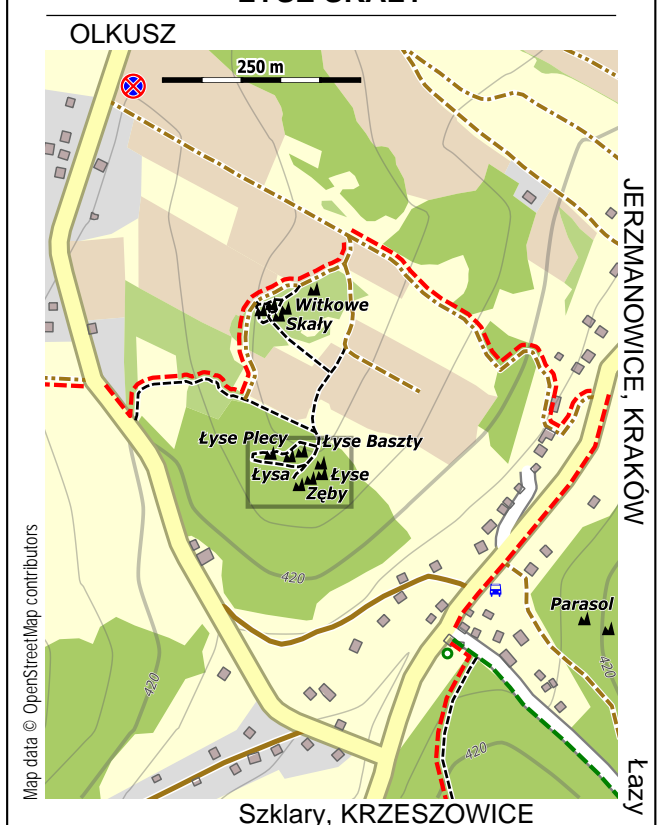 OLKUSZ
250 m
JERZMANOWICE, KRAKÓW
Witkowe
Skały
Łyse Plecy
Łyse Baszty
Łysa
Łyse
Zęby
420
Parasol
420
420
420
Map data © OpenStreetMap contributors
Łazy
Szklary, KRZESZOWICE